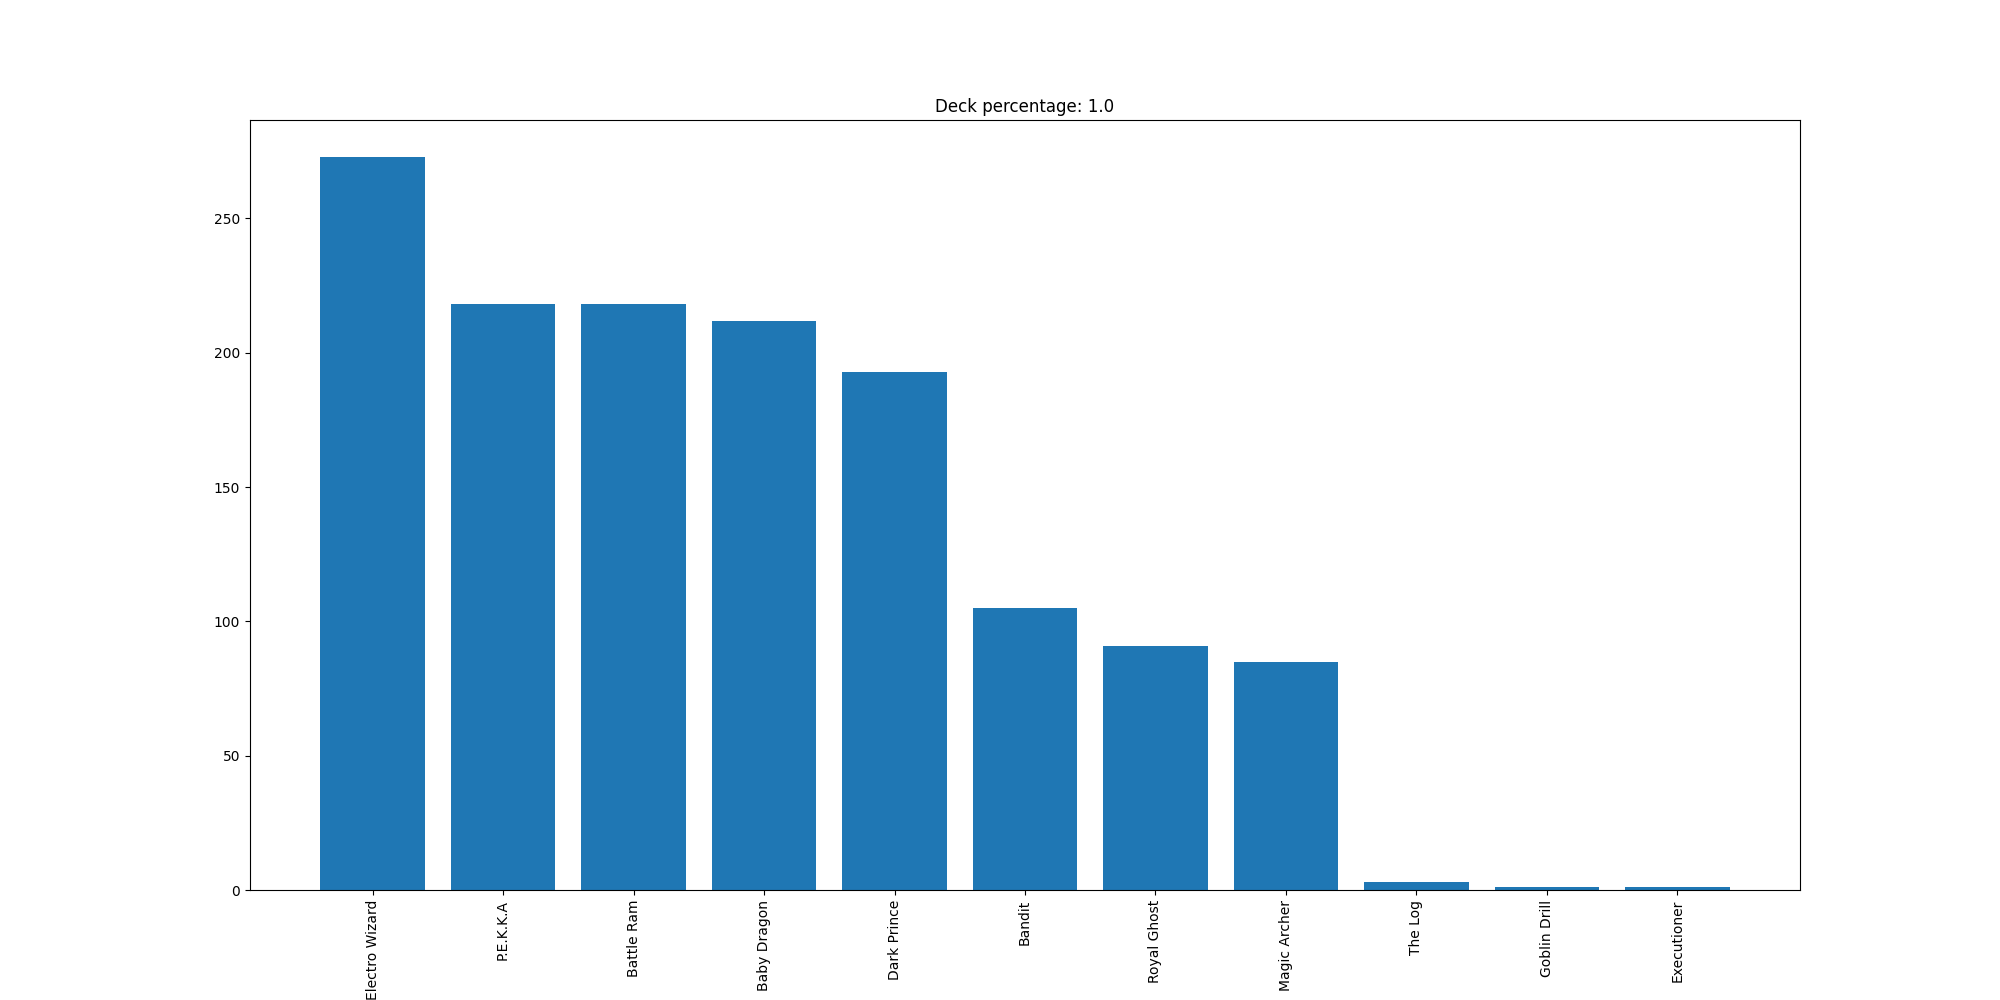 Deck percentage: 1.0
250
200
150
100
50
0
Electro Wizard
P.E.K.K.A
Battle Ram
Baby Dragon
Dark Prince
Bandit
Royal Ghost
Magic Archer
The Log
Goblin Drill
Executioner